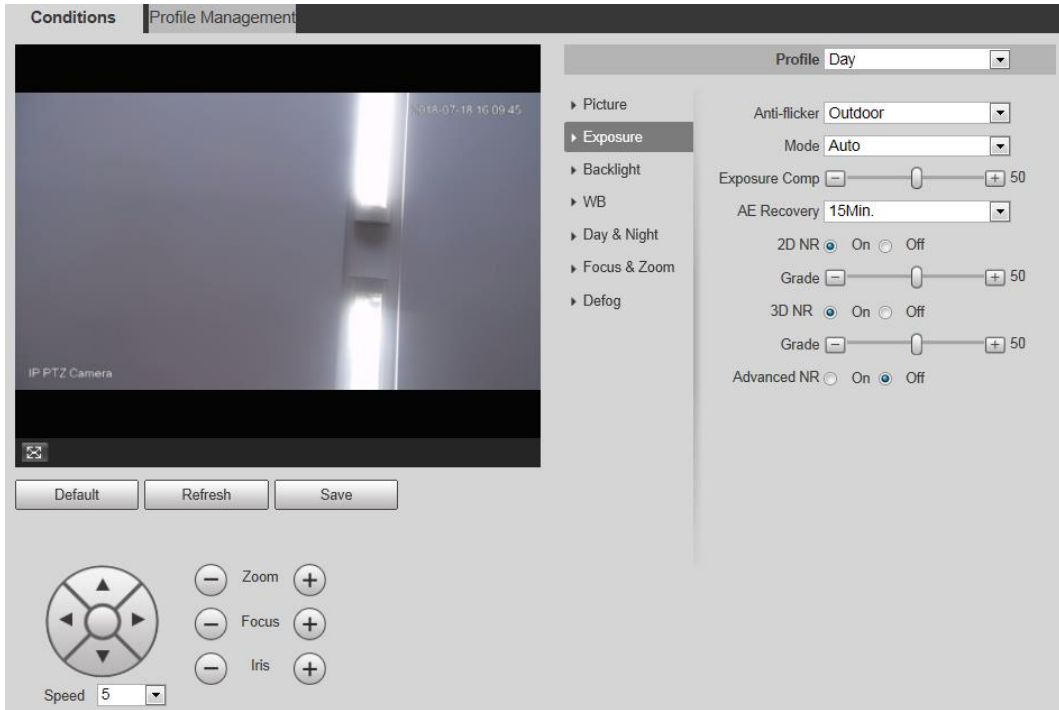 Conditions
Profile Management
2018-07-18 16:09:45
IP PTZ Camera
Default
Refresh
Save
Zoom
Focus
Iris
Speed 5
Profile Day
Picture
Exposure
Backlight
WB
Day & Night
Focus & Zoom
Defog
Anti-flicker Outdoor
Mode Auto
Exposure Comp 50
AE Recovery 15Min.
2D NR On Off
Grade 50
3D NR On Off
Grade 50
Advanced NR On Off